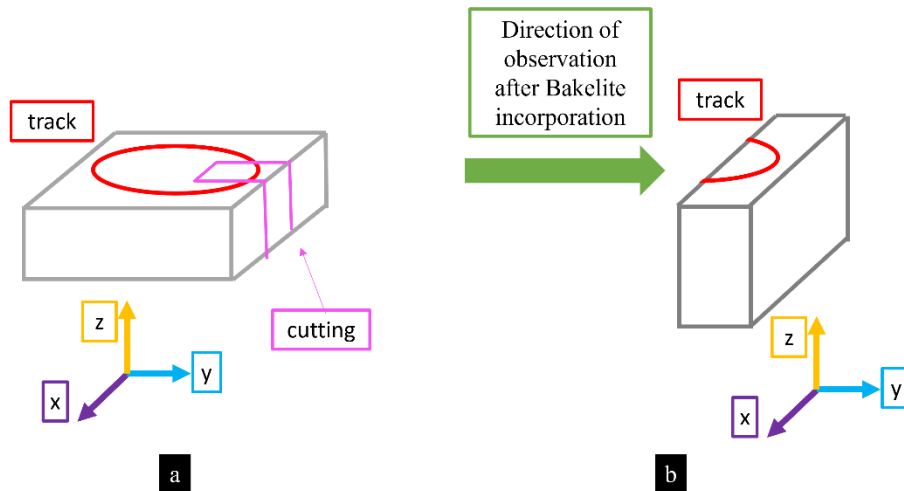 track
cutting
z
y
x
a
Direction of
observation
after Bakelite
incorporation
track
z
y
x
b